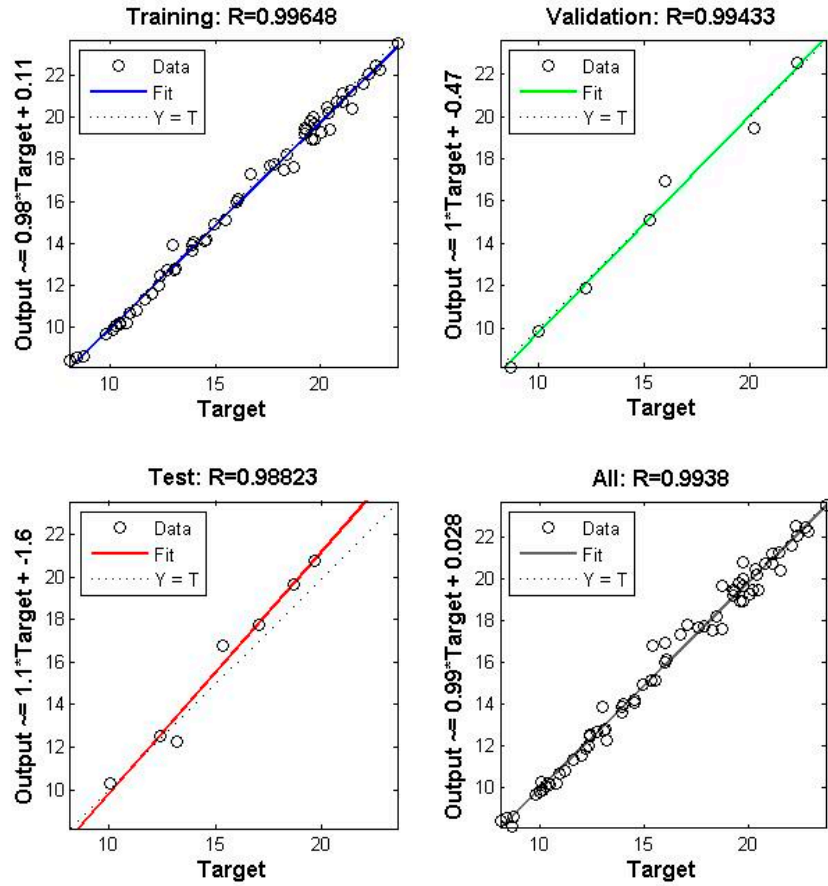 Training: R=0.99648
Output ~= 0.98*Target + 0.11
Data
Fit
Y = T
22
20
18
16
14
12
10
10 15 20
Target
Validation: R=0.99433
Output ~= 1*Target + -0.47
Data
Fit
Y = T
22
20
18
16
14
12
10
10 15 20
Target
Test: R=0.98823
Output ~= 1.1*Target + -1.6
Data
Fit
Y = T
22
20
18
16
14
12
10
10 15 20
Target
All: R=0.9938
Output ~= 0.99*Target + 0.028
Data
Fit
Y = T
22
20
18
16
14
12
10
10 15 20
Target